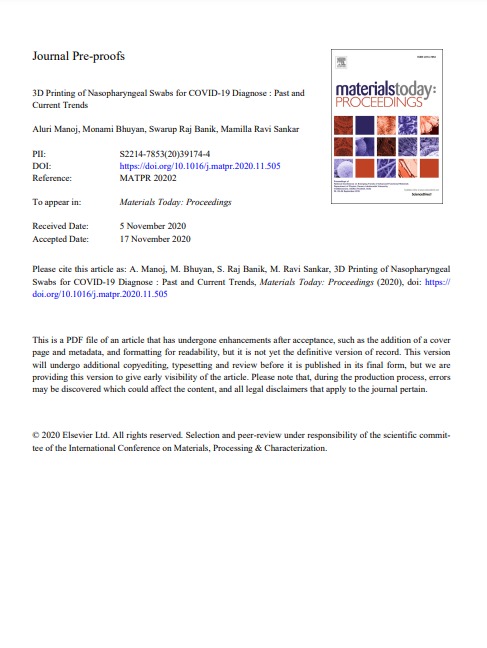 Journal Pre-proofs
3D Printing of Nasopharyngeal Swabs for COVID-19 Diagnose : Past and
Current Trends
Aluri Manoj, Monami Bhuyan, Swarup Raj Banik, Mamilla Ravi Sankar
PII: S2214-7853(20)39174-4
DOI: https://doi.org/10.1016/j.matpr.2020.11.505
Reference: MATPR 20202
To appear in: Materials Today: Proceedings
Received Date: 5 November 2020
Accepted Date: 17 November 2020
materialstoday:
PROCEEDINGS
ScienceDirect
Please cite this article as: A. Manoj, M. Bhuyan, S. Raj Banik, M. Ravi Sankar, 3D Printing of Nasopharyngeal
Swabs for COVID-19 Diagnose : Past and Current Trends, Materials Today: Proceedings (2020), doi: https://
doi.org/10.1016/j.matpr.2020.11.505
This is a PDF file of an article that has undergone enhancements after acceptance, such as the addition of a cover
page and metadata, and formatting for readability, but it is not yet the definitive version of record. This version
will undergo additional copyediting, typesetting and review before it is published in its final form, but we are
providing this version to give early visibility of the article. Please note that, during the production process, errors
may be discovered which could affect the content, and all legal disclaimers that apply to the journal pertain.
© 2020 Elsevier Ltd. All rights reserved. Selection and peer-review under responsibility of the scientific commit-
tee of the International Conference on Materials, Processing & Characterization.